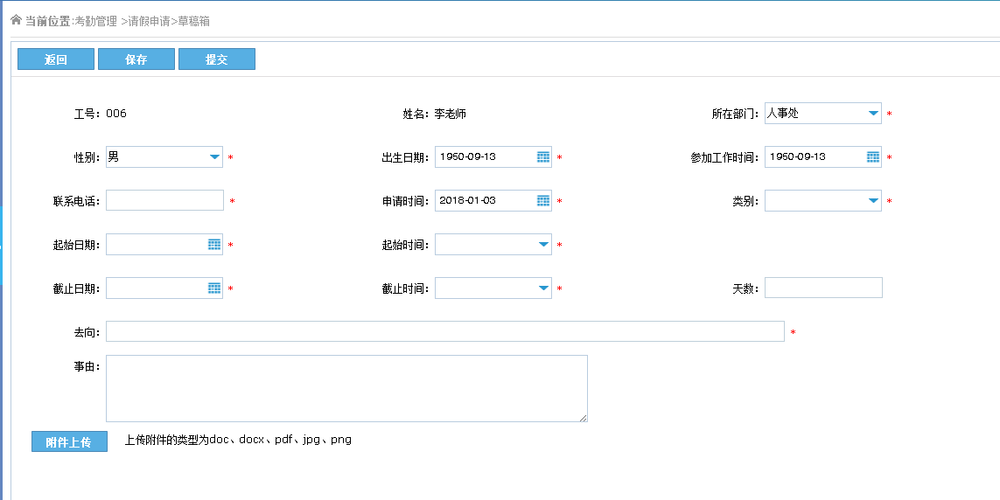 当前位置:考勤管理 >请假申请>草稿箱
返回 保存 提交
工号: 006 姓名: 李老师 所在部门: 人事处 *
性别: 男 * 出生日期: 1960-09-13 * 参加工作时间: 1960-09-13 *
联系电话: * 申请时间: 2018-01-03 * 类别: *
起始日期: * 起始时间: *
截止日期: * 截止时间: * 天数:
去向: *
事由:
附件上传 上传附件的类型为doc、docx、pdf、jpg、png